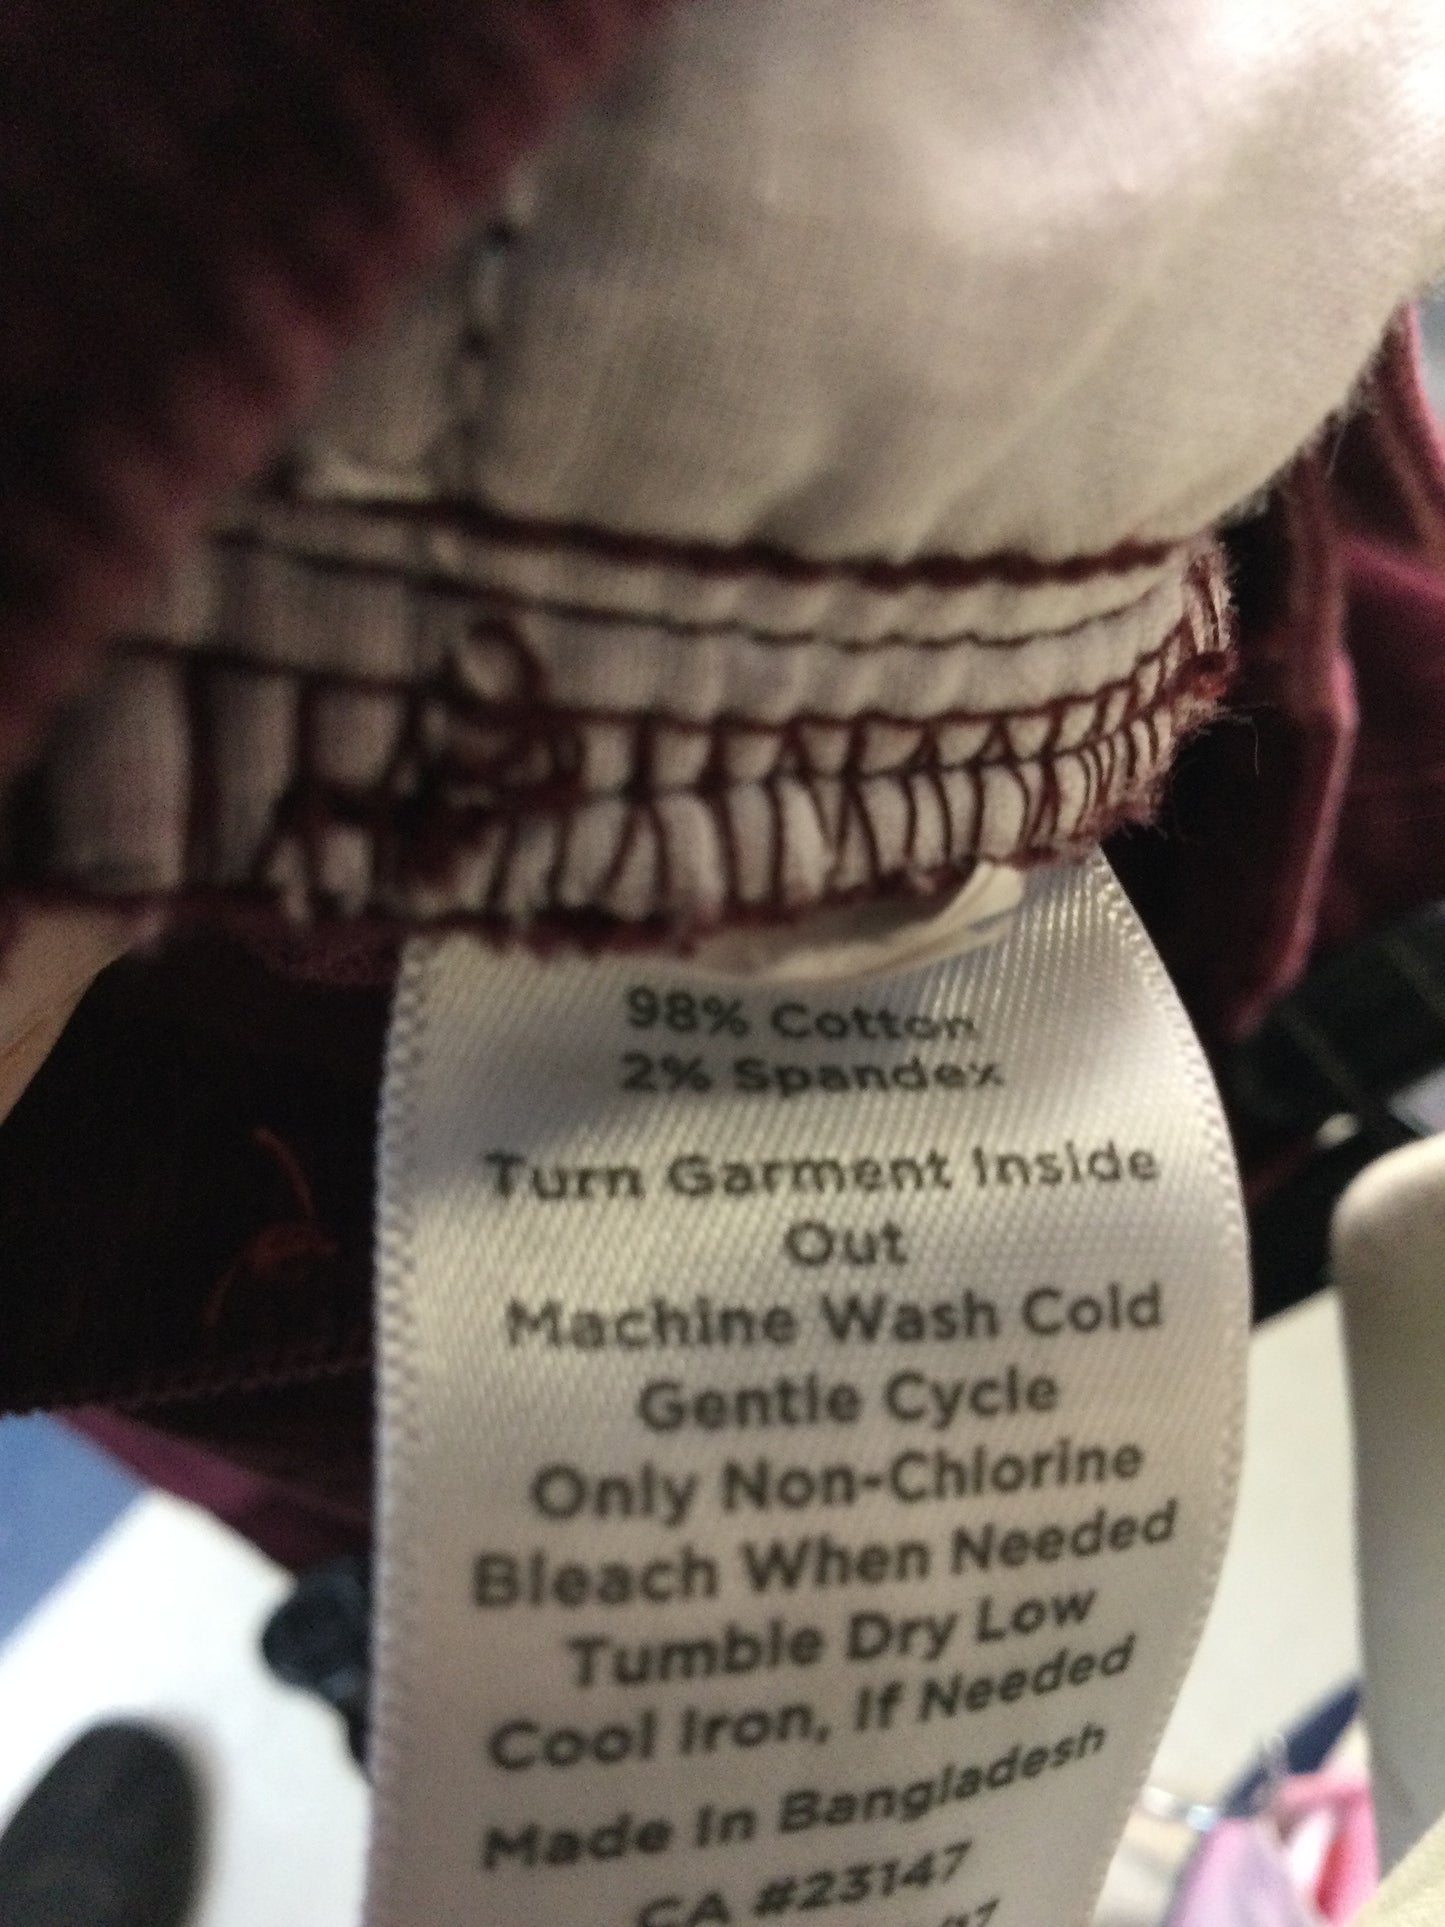 98% Cotton
2% Spandex
Turn Garment Inside
Out
Machine Wash Cold
Gentle Cycle
Only Non-Chlorine
Bleach When Needed
Tumble Dry Low
Cool Iron, If Needed
Made In Bangladesh
CA #23147